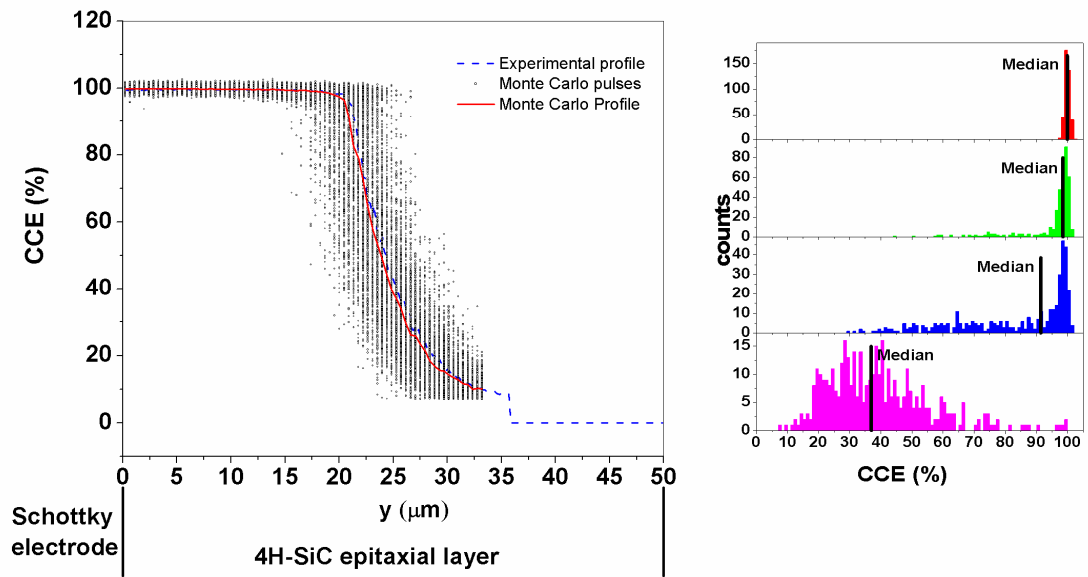 120
100
80
60
40
20
0
CCE (%)
Experimental profile
Monte Carlo pulses
Monte Carlo Profile
0 5 10 15 20 25 30 35 40 45 50
y (μm)
Schottky
electrode
4H-SiC epitaxial layer
150
100
50
0
Median
80
60
40
20
0
Median
counts
40
30
20
10
0
Median
15
10
5
0
Median
0 10 20 30 40 50 60 70 80 90 100
CCE (%)